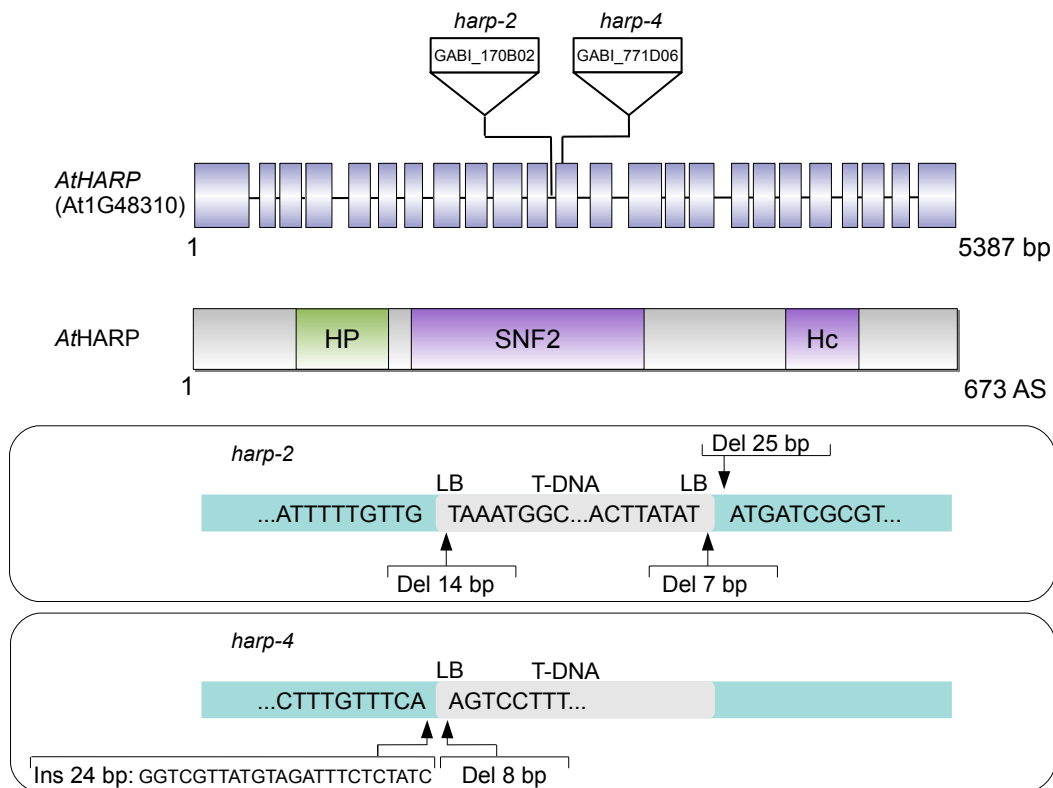 harp-2 harp-4
GABI_170B02 GABI_771D06
AtHARP
(At1G48310)
1 5387 bp
AtHARP HP SNF2 Hc
1 673 AS
Del 25 bp
harp-2
LB T-DNA LB
...ATTTTTGTTG TAAATGGC...ACTTATAT ATGATCGCGT...
Del 14 bp Del 7 bp
harp-4
LB T-DNA
...CTTTGTTTCA AGTCCTTT...
Ins 24 bp: GGTCGTTATGTAGATTTCTCTATC Del 8 bp